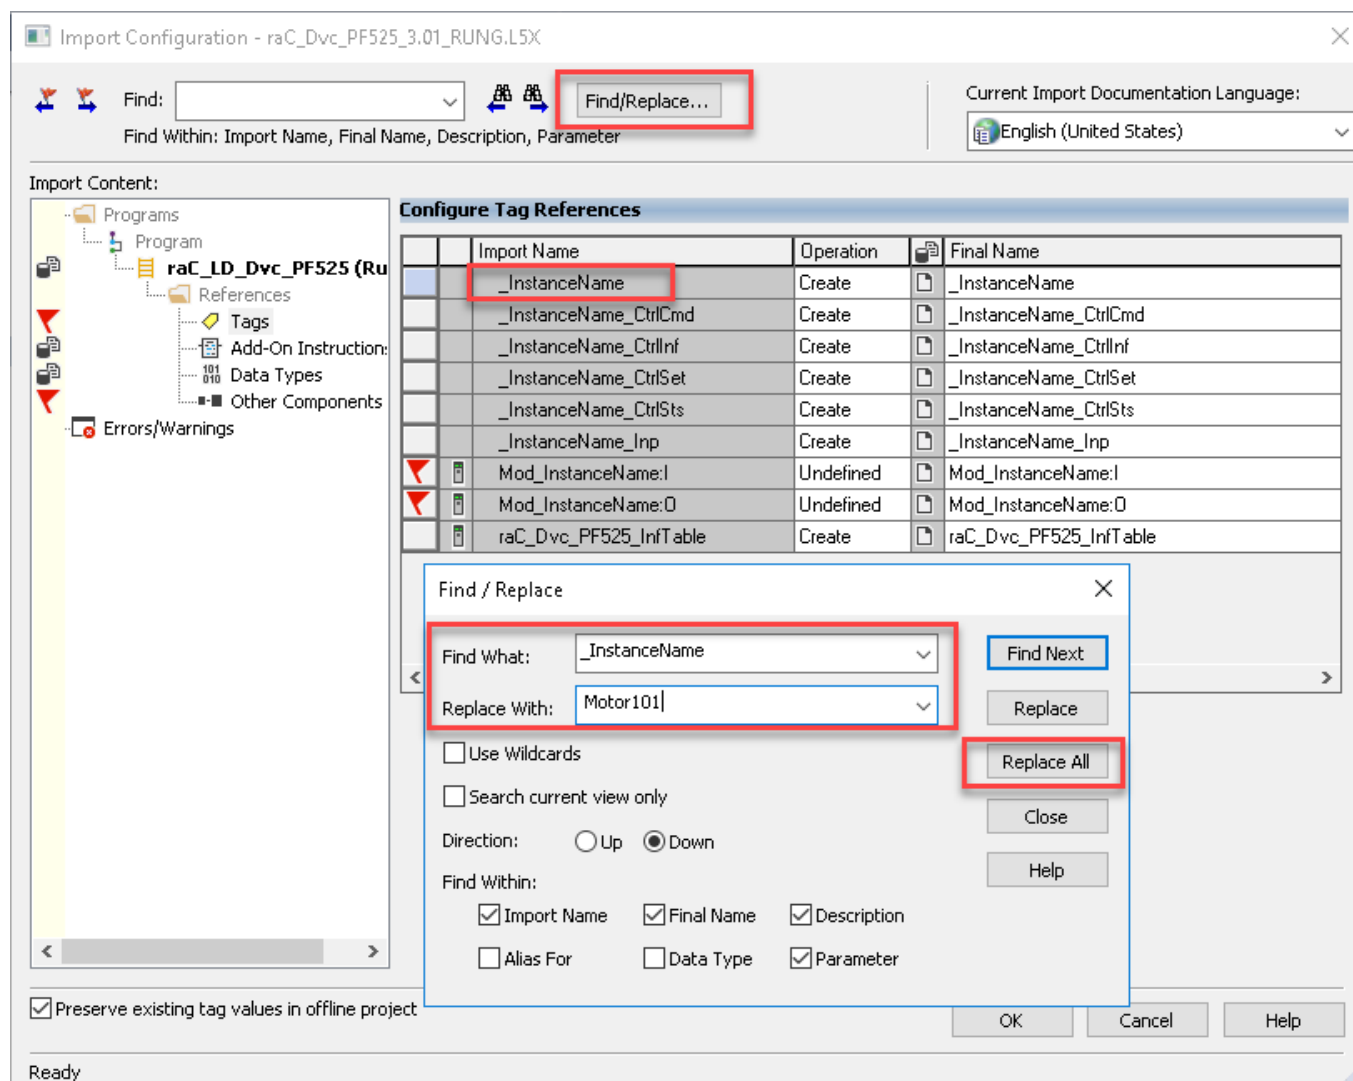 Import Configuration - raC_Dvc_PF525_3.01_RUNG.L5X
Find:
Find/Replace...
Find Within: Import Name, Final Name, Description, Parameter
Current Import Documentation Language:
English (United States)
Import Content:
Programs
Program
raC_LD_Dvc_PF525 (Ru
References
Tags
Add-On Instruction:
Data Types
Other Components
Errors/Warnings
Configure Tag References
Import Name Operation Final Name
_InstanceName Create _InstanceName
_InstanceName_CtrlCmd Create _InstanceName_CtrlCmd
_InstanceName_CtrlInf Create _InstanceName_CtrlInf
_InstanceName_CtrlSet Create _InstanceName_CtrlSet
_InstanceName_CtrlSts Create _InstanceName_CtrlSts
_InstanceName_Inp Create _InstanceName_Inp
Mod_InstanceName:I Undefined Mod_InstanceName:I
Mod_InstanceName:O Undefined Mod_InstanceName:O
raC_Dvc_PF525_InfTable Create raC_Dvc_PF525_InfTable
Find / Replace
Find What: _InstanceName
Find Next
Replace With: Motor101
Replace
Use Wildcards
Replace All
Search current view only
Close
Direction: Up Down
Help
Find Within:
Import Name Final Name Description
Alias For Data Type Parameter
Preserve existing tag values in offline project
OK Cancel Help
Ready